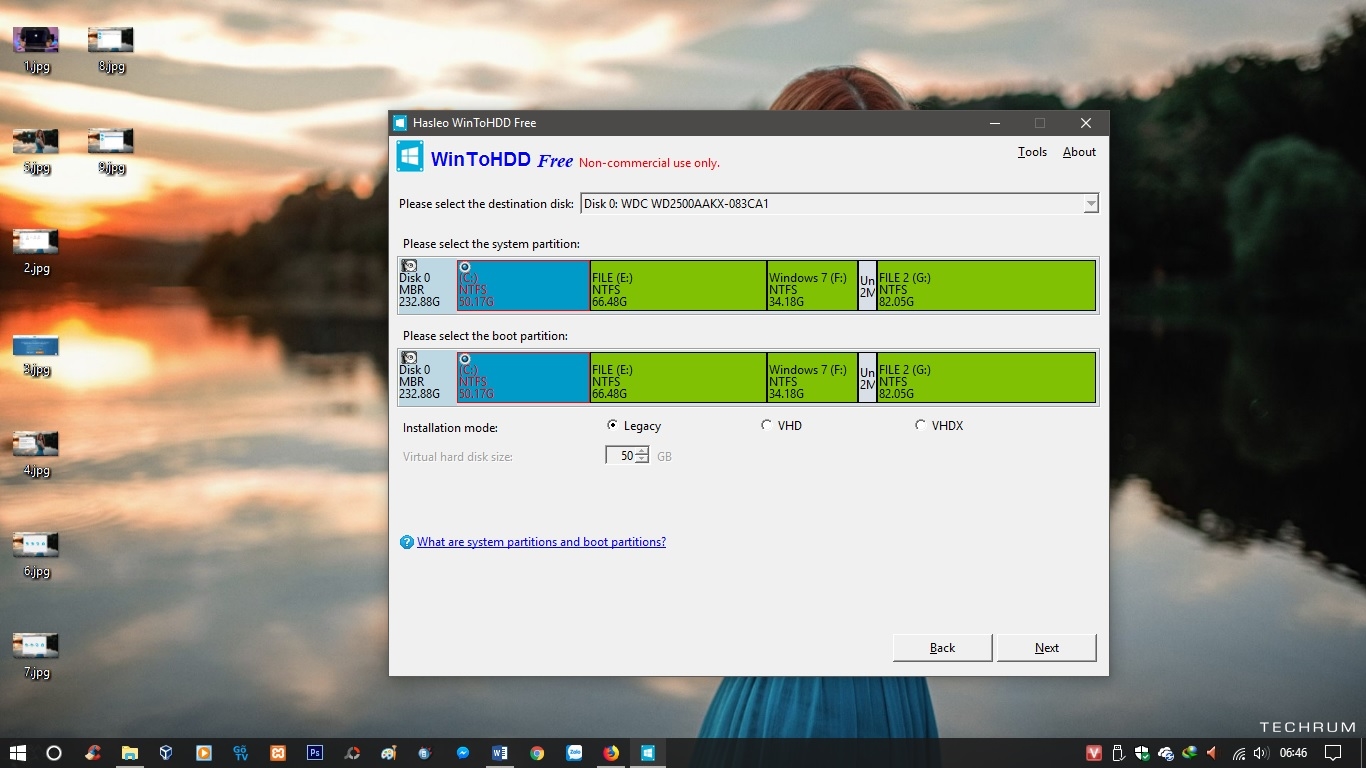 1.jpg
8.jpg
5.jpg
9.jpg
2.jpg
3.jpg
4.jpg
6.jpg
7.jpg
Hasleo WinToHDD Free
WinToHDD Free Non-commercial use only.
Tools About
Please select the destination disk: Disk 0: WDC WD2500AAKX-083CA1
Please select the system partition:
Disk 0
MBR
232.88G
(C:)
NTFS
50.17G
FILE (E:)
NTFS
66.48G
Windows 7 (F:)
NTFS
34.18G
Un
2M
FILE 2 (G:)
NTFS
82.05G
Please select the boot partition:
Disk 0
MBR
232.88G
(C:)
NTFS
50.17G
FILE (E:)
NTFS
66.48G
Windows 7 (F:)
NTFS
34.18G
Un
2M
FILE 2 (G:)
NTFS
82.05G
Installation mode: Legacy VHD VHDX
Virtual hard disk size: 50 GB
What are system partitions and boot partitions?
Back Next
TECHRUM
GoTV
Ps
Zalo
V
06:46